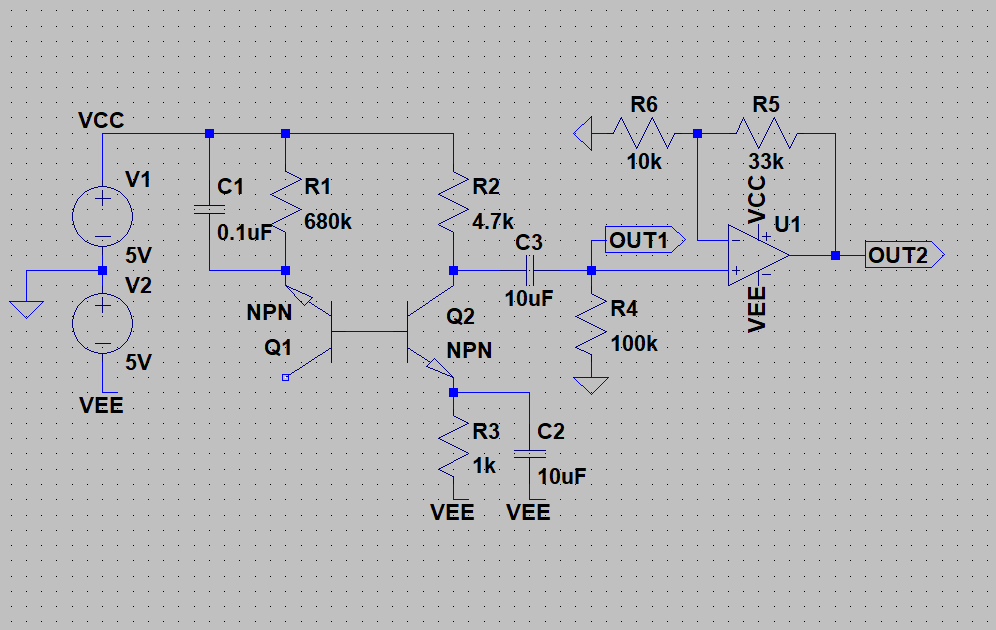 R6
R5
VCC
10k
33k
V1
C1
R1
R2
VCC
U1
680k
4.7k
0.1uF
C3
OUT1
5V
OUT2
V2
10uF
NPN
Q2
R4
VEE
Q1
NPN
100k
5V
VEE
R3
C2
1k
10uF
VEE
VEE